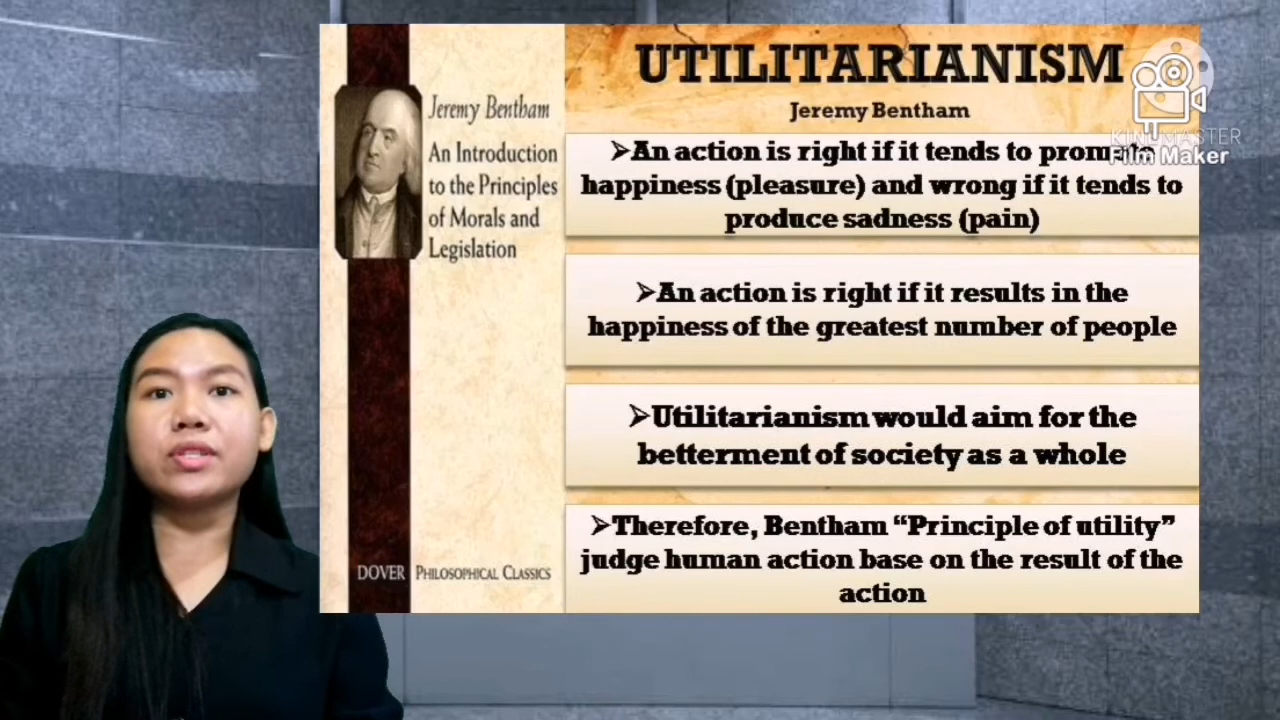 UTILITARIANISM
Jeremy Bentham
Jeremy Bentham
An Introduction
to the Principles
of Morals and
Legislation
DOVER PHILOSOPHICAL CLASSICS
➢An action is right if it tends to promote
happiness (pleasure) and wrong if it tends to
produce sadness (pain)
➢An action is right if it results in the
happiness of the greatest number of people
➢Utilitarianism would aim for the
betterment of society as a whole
➢Therefore, Bentham “Principle of utility”
judge human action base on the result of the
action
KINEMASTER
Film Maker